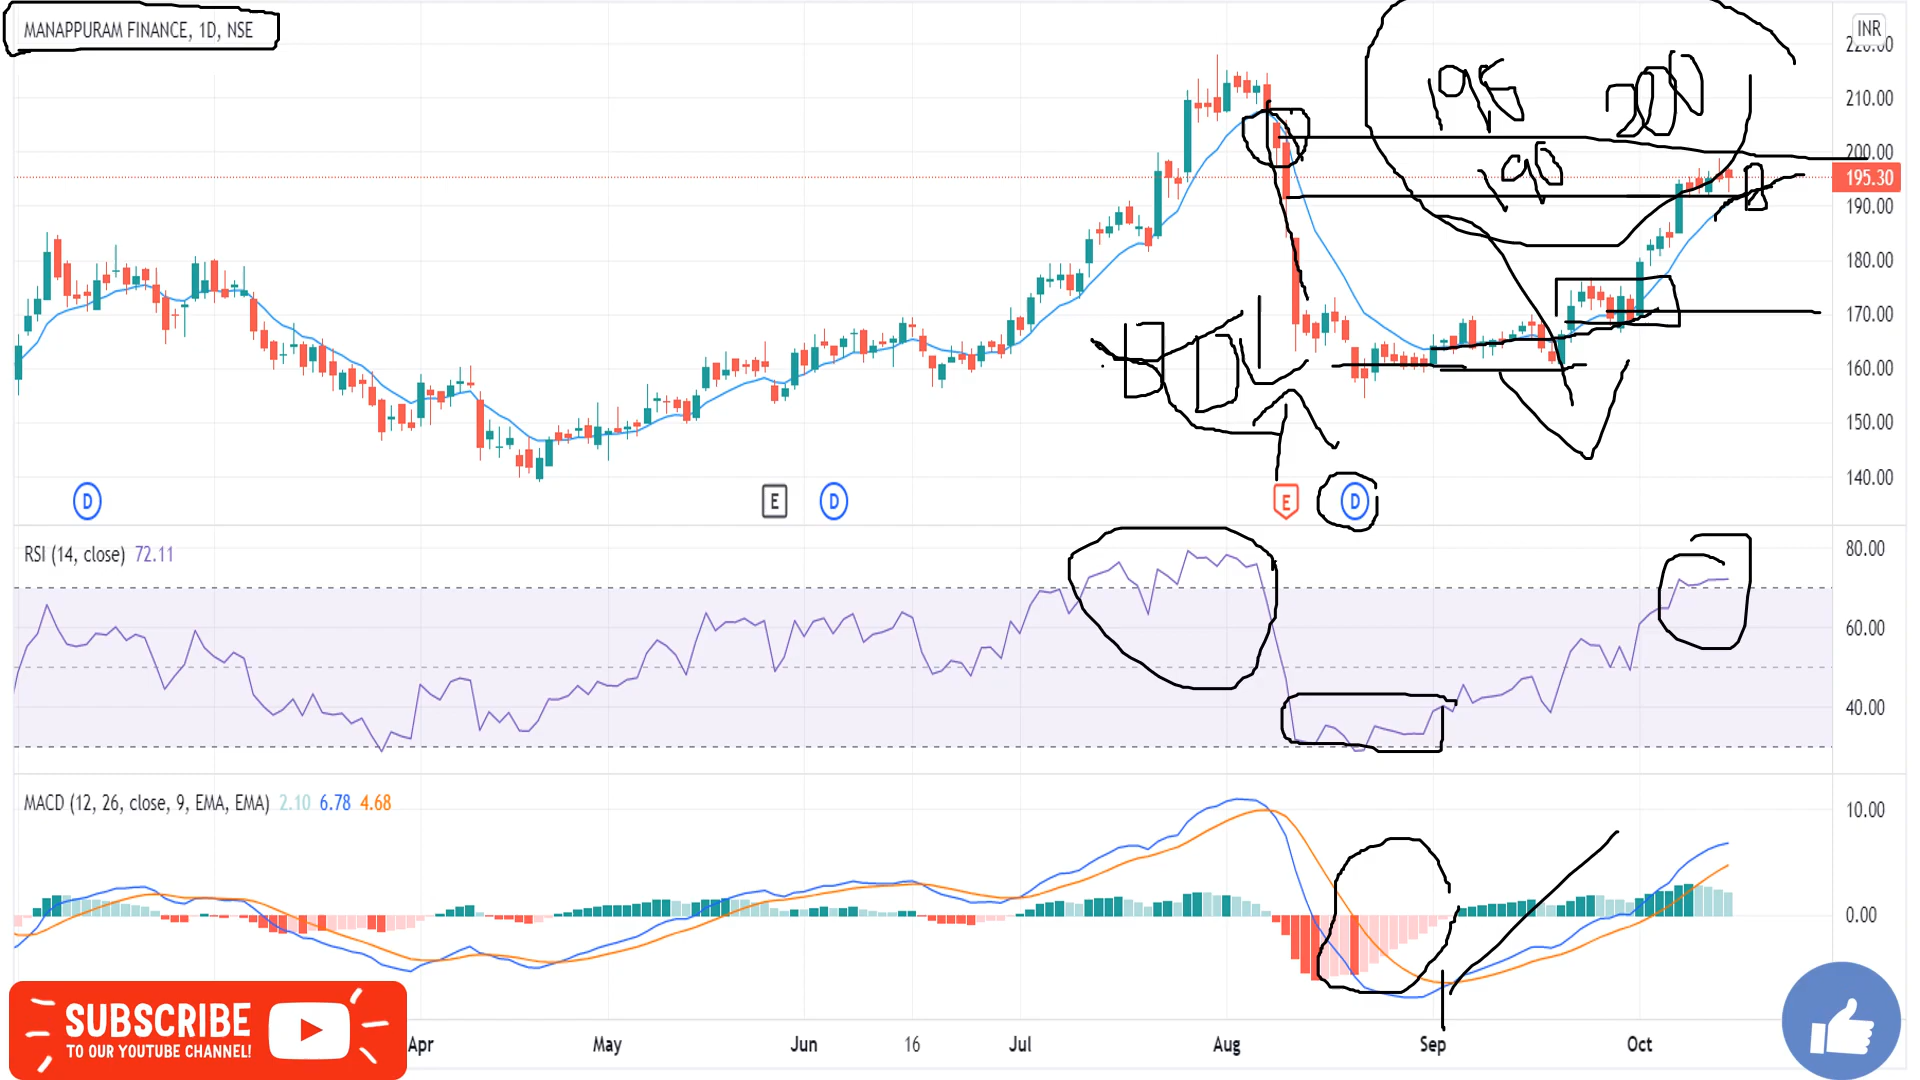 MANAPPURAM FINANCE, 1D, NSE
INR
220.00
210.00
200.00
195.30
190.00
180.00
170.00
160.00
150.00
140.00
195
200
190
D
E
D
E
D
RSI (14, close) 72.11
80.00
60.00
40.00
MACD (12, 26, close, 9, EMA, EMA) 2.10 6.78 4.68
10.00
0.00
SUBSCRIBE
TO OUR YOUTUBE CHANNEL!
Apr
May
Jun
16
Jul
Aug
Sep
Oct